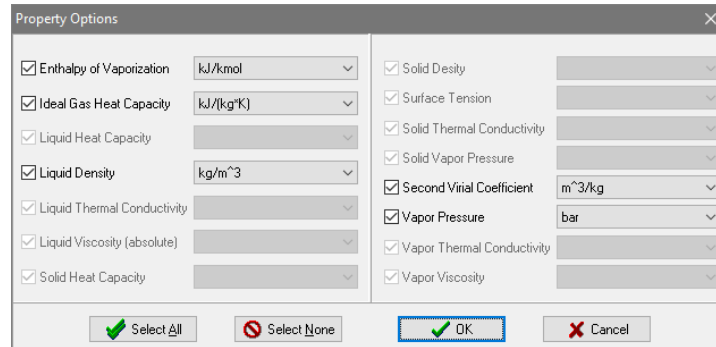 Property Options
Enthalpy of Vaporization kJ/kmol
Ideal Gas Heat Capacity kJ/(kg*K)
Liquid Heat Capacity
Liquid Density kg/m^3
Liquid Thermal Conductivity
Liquid Viscosity (absolute)
Solid Heat Capacity
Solid Desity
Surface Tension
Solid Thermal Conductivity
Solid Vapor Pressure
Second Virial Coefficient m^3/kg
Vapor Pressure bar
Vapor Thermal Conductivity
Vapor Viscosity
Select All Select None OK Cancel